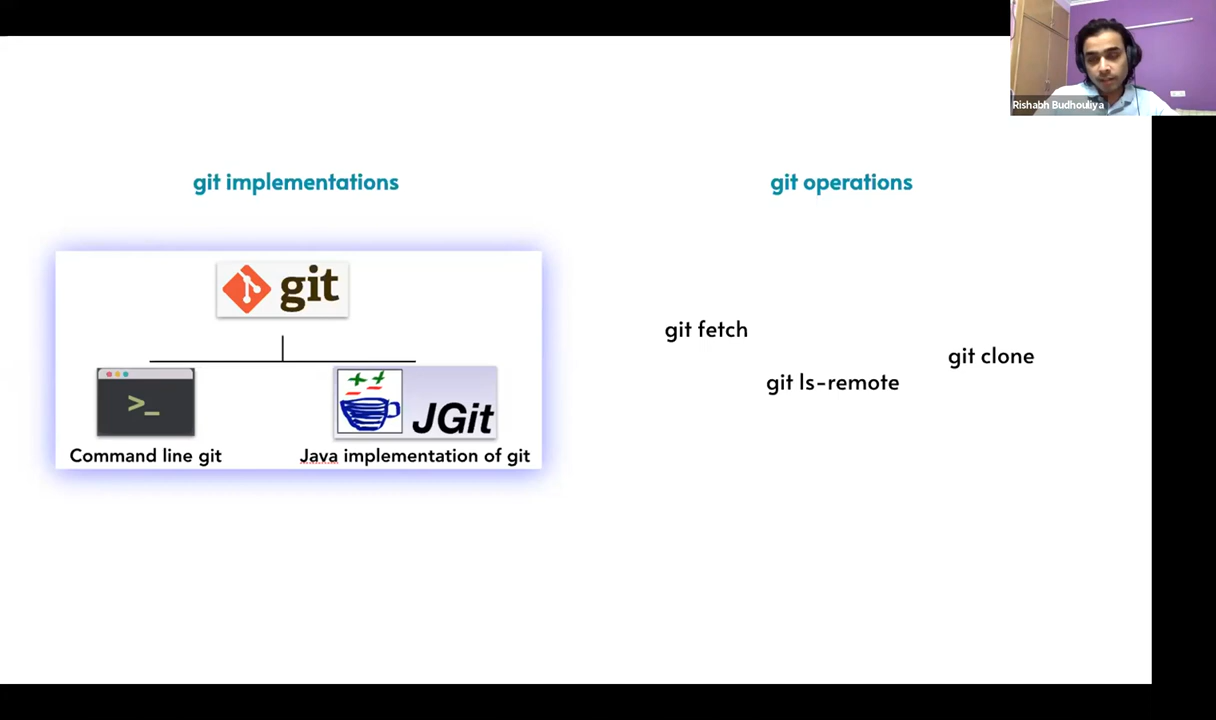 Rishabh Budhouliya
git implementations
git operations
git
>_
JGit
Command line git
Java implementation of git
git fetch
git clone
git ls-remote